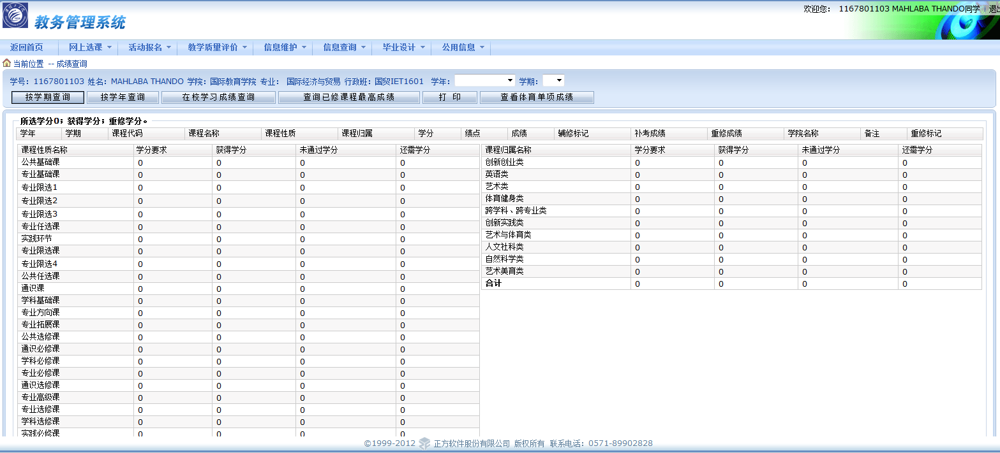 欢迎您： 1167801103 MAHLABA THANDO同学 退出
教务管理系统
返回首页 网上选课 活动报名 教学质量评价 信息维护 信息查询 毕业设计 公用信息
当前位置 -- 成绩查询
学号：1167801103 姓名：MAHLABA THANDO 学院：国际教育学院 专业： 国际经济与贸易 行政班：国贸IET1601 学年： 学期：
按学期查询 按学年查询 在校学习成绩查询 查询已修课程最高成绩 打 印 查看体育单项成绩
所选学分0；获得学分；重修学分。
学年 学期 课程代码 课程名称 课程性质 课程归属 学分 绩点 成绩 辅修标记 补考成绩 重修成绩 学院名称 备注 重修标记
课程性质名称 学分要求 获得学分 未通过学分 还需学分
公共基础课 0 0 0 0
专业基础课 0 0 0 0
专业限选1 0 0 0 0
专业限选2 0 0 0 0
专业限选3 0 0 0 0
专业任选课 0 0 0 0
实践环节 0 0 0 0
专业限选课 0 0 0 0
专业限选4 0 0 0 0
公共任选课 0 0 0 0
通识课 0 0 0 0
学科基础课 0 0 0 0
专业方向课 0 0 0 0
专业拓展课 0 0 0 0
公共选修课 0 0 0 0
通识必修课 0 0 0 0
学科必修课 0 0 0 0
专业必修课 0 0 0 0
通识选修课 0 0 0 0
专业高级课 0 0 0 0
专业选修课 0 0 0 0
学科选修课 0 0 0 0
实践必修课 0 0 0 0
课程归属名称 学分要求 获得学分 未通过学分 还需学分
创新创业类 0 0 0 0
英语类 0 0 0 0
艺术类 0 0 0 0
体育健身类 0 0 0 0
跨学科、跨专业类 0 0 0 0
创新实践类 0 0 0 0
艺术与体育类 0 0 0 0
人文社科类 0 0 0 0
自然科学类 0 0 0 0
艺术美育类 0 0 0 0
合计 0 0 0 0
©1999-2012 正方软件股份有限公司 版权所有 联系电话：0571-89902828